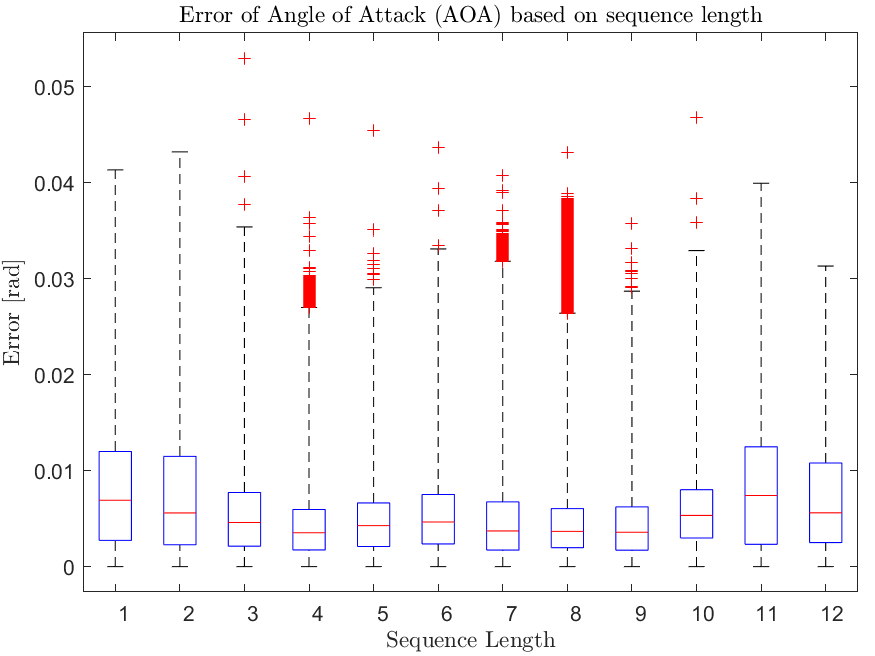 Error of Angle of Attack (AOA) based on sequence length
0.05
0.04
0.03
0.02
0.01
0
Error [rad]
1 2 3 4 5 6 7 8 9 10 11 12
Sequence Length